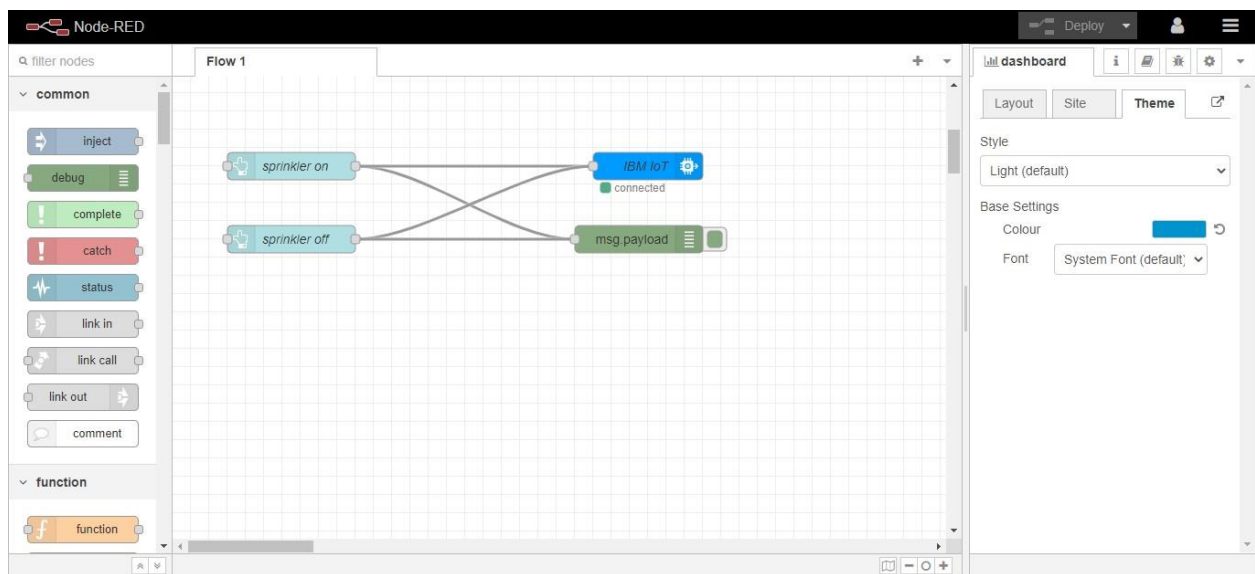 Node-RED
Deploy
filter nodes
Flow 1
dashboard
i
common
Layout
Site
Theme
inject
debug
complete
catch
status
link in
link call
link out
comment
function
function
f
sprinkler on
IBM IoT
connected
sprinkler off
msg.payload
Style
Light (default)
Base Settings
Colour
Font
System Font (default)